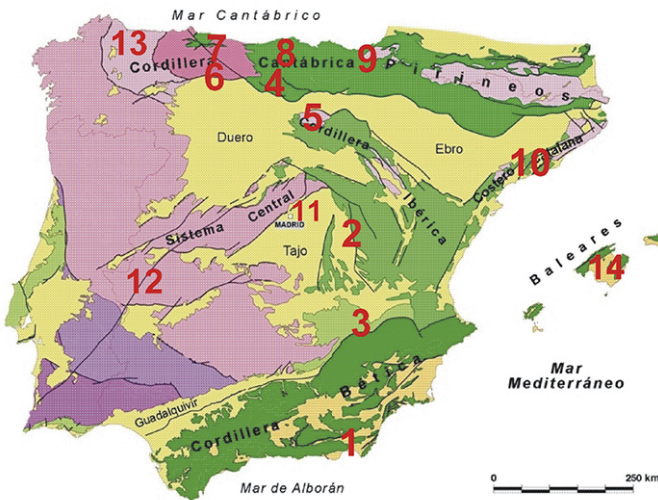 Mar Cantábrico
13
7
8
9
Cordillera
Cantábrica
Pirineos
6
4
5
Duero
Cordillera
Ebro
Ibérica
10
Costero Catalana
Sistema Central
11
MADRID
2
Tajo
12
Baleares
14
3
Mar
Mediterráneo
Bética
Guadalquivir
Cordillera
1
Mar de Alborán
0
250 km